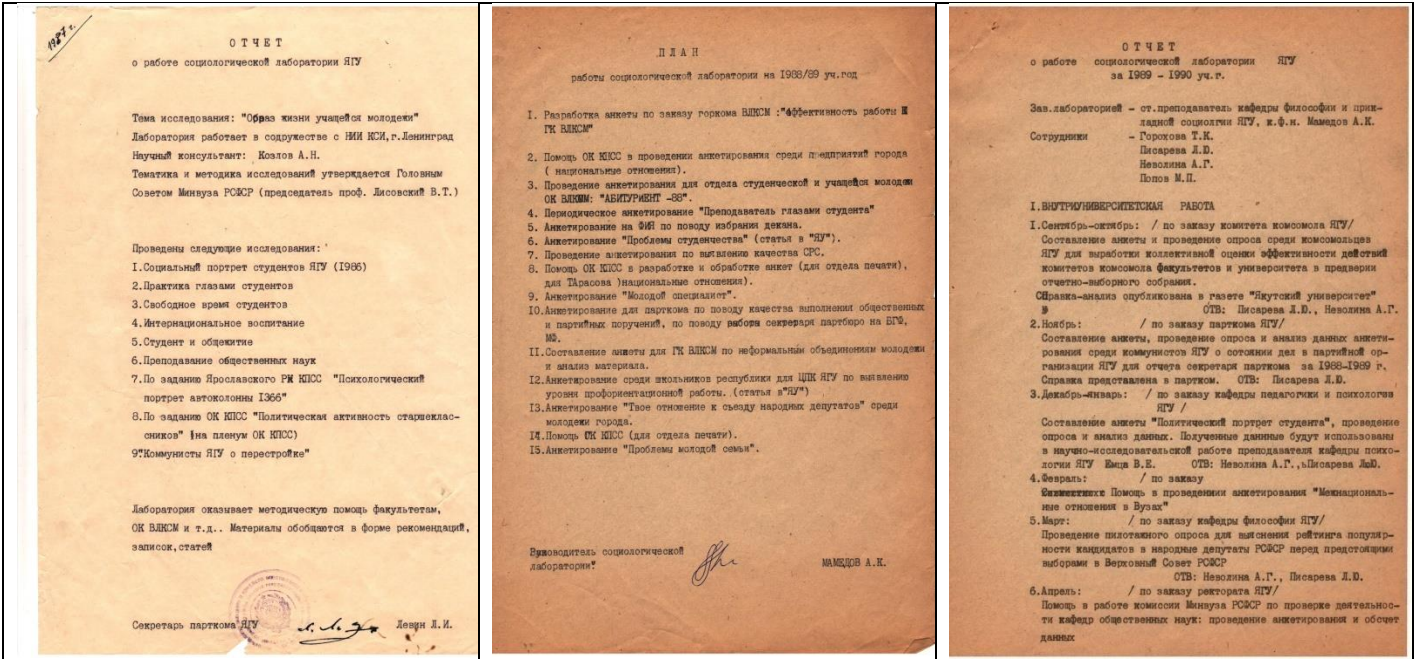 1987 г.
ОТЧЕТ
о работе социологической лаборатории ЯГУ
Тема исследования: "Образ жизни учащейся молодежи"
Лаборатория работает в содружестве с НИИ КСИ,г.Ленинград
Научный консультант: Козлов А.Н.
Тематика и методика исследований утверждается Головным
Советом Минвуза РСФСР (председатель проф. Лисовский В.Т.)
Проведены следующие исследования:
I.Социальный портрет студентов ЯГУ (I986)
2.Практика глазами студентов
3.Свободное время студентов
4.Интернациональное воспитание
5.Студент и общежитие
6.Преподавание общественных наук
7.По заданию Ярославского РК КПСС "Психологический
портрет автоколонны I366"
8.По заданию ОК КПСС "Политическая активность старшеклас-
сников" (на пленум ОК КПСС)
9."Коммунисты ЯГУ о перестройке"
Лаборатория оказывает методическую помощь факультетам,
ОК ВЛКСМ и т.д.. Материалы обобщаются в форме рекомендаций,
записок,статей
Секретарь парткома ЯГУ Левин Л.И.
ПЛАН
работы социологической лаборатории на I988/89 уч.год
I. Разработка анкеты по заказу горкома ВЛКСМ :"Эффективность работы
ГК ВЛКСМ"
2. Помощь ОК КПСС в проведении анкетирования среди предприятий города
( национальные отношения).
3. Проведение анкетирования для отдела студенческой и учащейся молодежи
ОК ВЛКСМ: "АБИТУРИЕНТ -88".
4. Периодическое анкетирование "Преподаватель глазами студента"
5. Анкетирование на ФИЯ по поводу избрания декана.
6. Анкетирование "Проблемы студенчества" (статья в "ЯУ").
7. Проведение анкетирования по выявлению качества СРС.
8. Помощь ОК КПСС в разработке и обработке анкет (для отдела печати),
для ТАрасова )национальные отношения).
9. Анкетирование "Молодой специалист".
I0.Анкетирование для парткома по поводу качества выполнения общественных
и партийных поручений, по поводу работы секретаря партбюро на БГФ,
МФ.
II.Составление анкеты для ГК ВЛКСМ по неформальным объединениям молодежи
и анализ материала.
I2.Анкетирование среди школьников республики для ЦПК ЯГУ по выявлению
уровня профориентационной работы. (статья в"ЯУ")
I3.Анкетирование "Твое отношение к съезду народных депутатов" среди
молодежи города.
I4.Помощь ГК КПСС (для отдела печати).
I5.Анкетирование "Проблемы молодой семьи".
Руководитель социологической
лаборатории: МАМЕДОВ А.К.
ОТЧЕТ
о работе социологической лаборатории ЯГУ
за I989 - I990 уч.г.
Зав.лабораторией - ст.преподаватель кафедры философии и прик-
ладной социолгии ЯГУ, к.ф.н. Мамедов А.К.
Сотрудники - Горохова Т.К.
Писарева Л.Ю.
Неволина А.Г.
Попов М.П.
I.ВНУТРИУНИВЕРСИТЕТСКАЯ РАБОТА
I.Сентябрь-октябрь: / по заказу комитета комсомола ЯГУ/
Составление анкеты и проведение опроса среди комсомольцев
ЯГУ для выработки коллективной оценки эффективности действий
комитетов комсомола факультетов и университета в преддверии
отчетно-выборного собрания.
Справка-анализ опубликована в газете "Якутский университет"
ОТВ: Писарева Л.Ю., Неволина А.Г.
2.Ноябрь: / по заказу парткома ЯГУ/
Составление анкеты, проведение опроса и анализ данных анкети-
рования среди коммунистов ЯГУ о сотоянии дел в партийной ор-
ганизации ЯГУ для отчета секретаря парткома за I988-I989 г.
Справка представлена в партком. ОТВ: Писарева Л.Ю.
3.Декабрь-январь: / по заказу кафедры педагогики и психологии
ЯГУ /
Составление анкеты "Политический портрет студента", проведение
опроса и анализ данных. Полученные данные будут использованы
в научно-исследовательской работе преподавателя кафедры психо-
логии ЯГУ Емца В.Е. ОТВ: Неволина А.Г.,Писарева Л.Ю.
4.Февраль: / по заказу
Помощь в проведении анкетирования "Межнациональ-
ные отношения в Вузах"
5.Март: / по заказу кафедры философии ЯГУ/
Проведение пилотажного опроса для выяснения рейтинга популяр-
ности кандидатов в народные депутаты РСФСР перед предстоящими
выборами в Верховный Совет РСФСР
ОТВ: Неволина А.Г., Писарева Л.Ю.
6.Апрель: / по заказу ректората ЯГУ/
Помощь в работе комиссии Минвуза РСФСР по проверке деятельнос-
ти кафедр общественных наук: проведение анкетирования и обсчет
данных